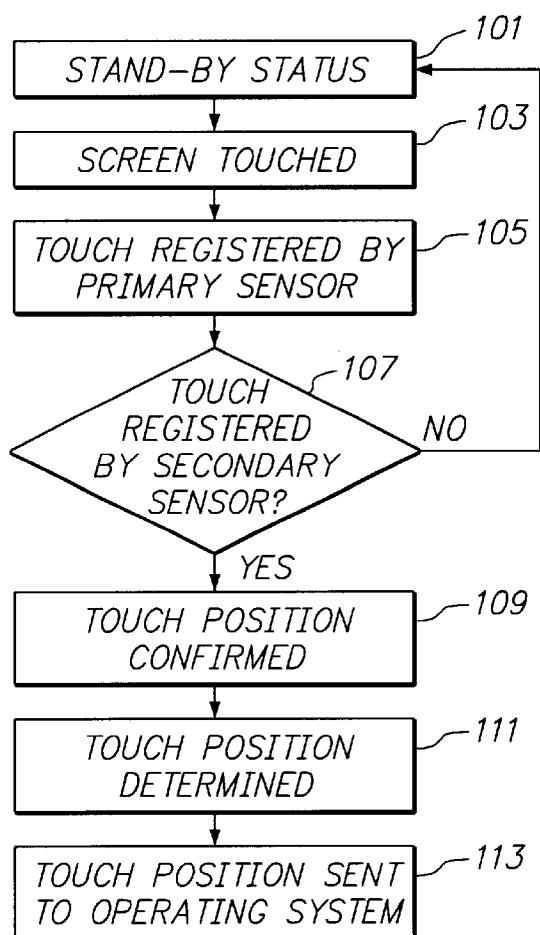 101
STAND-BY STATUS
103
SCREEN TOUCHED
105
TOUCH REGISTERED BY
PRIMARY SENSOR
107
TOUCH
REGISTERED
BY SECONDARY
SENSOR?
NO
YES
109
TOUCH POSITION
CONFIRMED
111
TOUCH POSITION
DETERMINED
113
TOUCH POSITION SENT
TO OPERATING SYSTEM